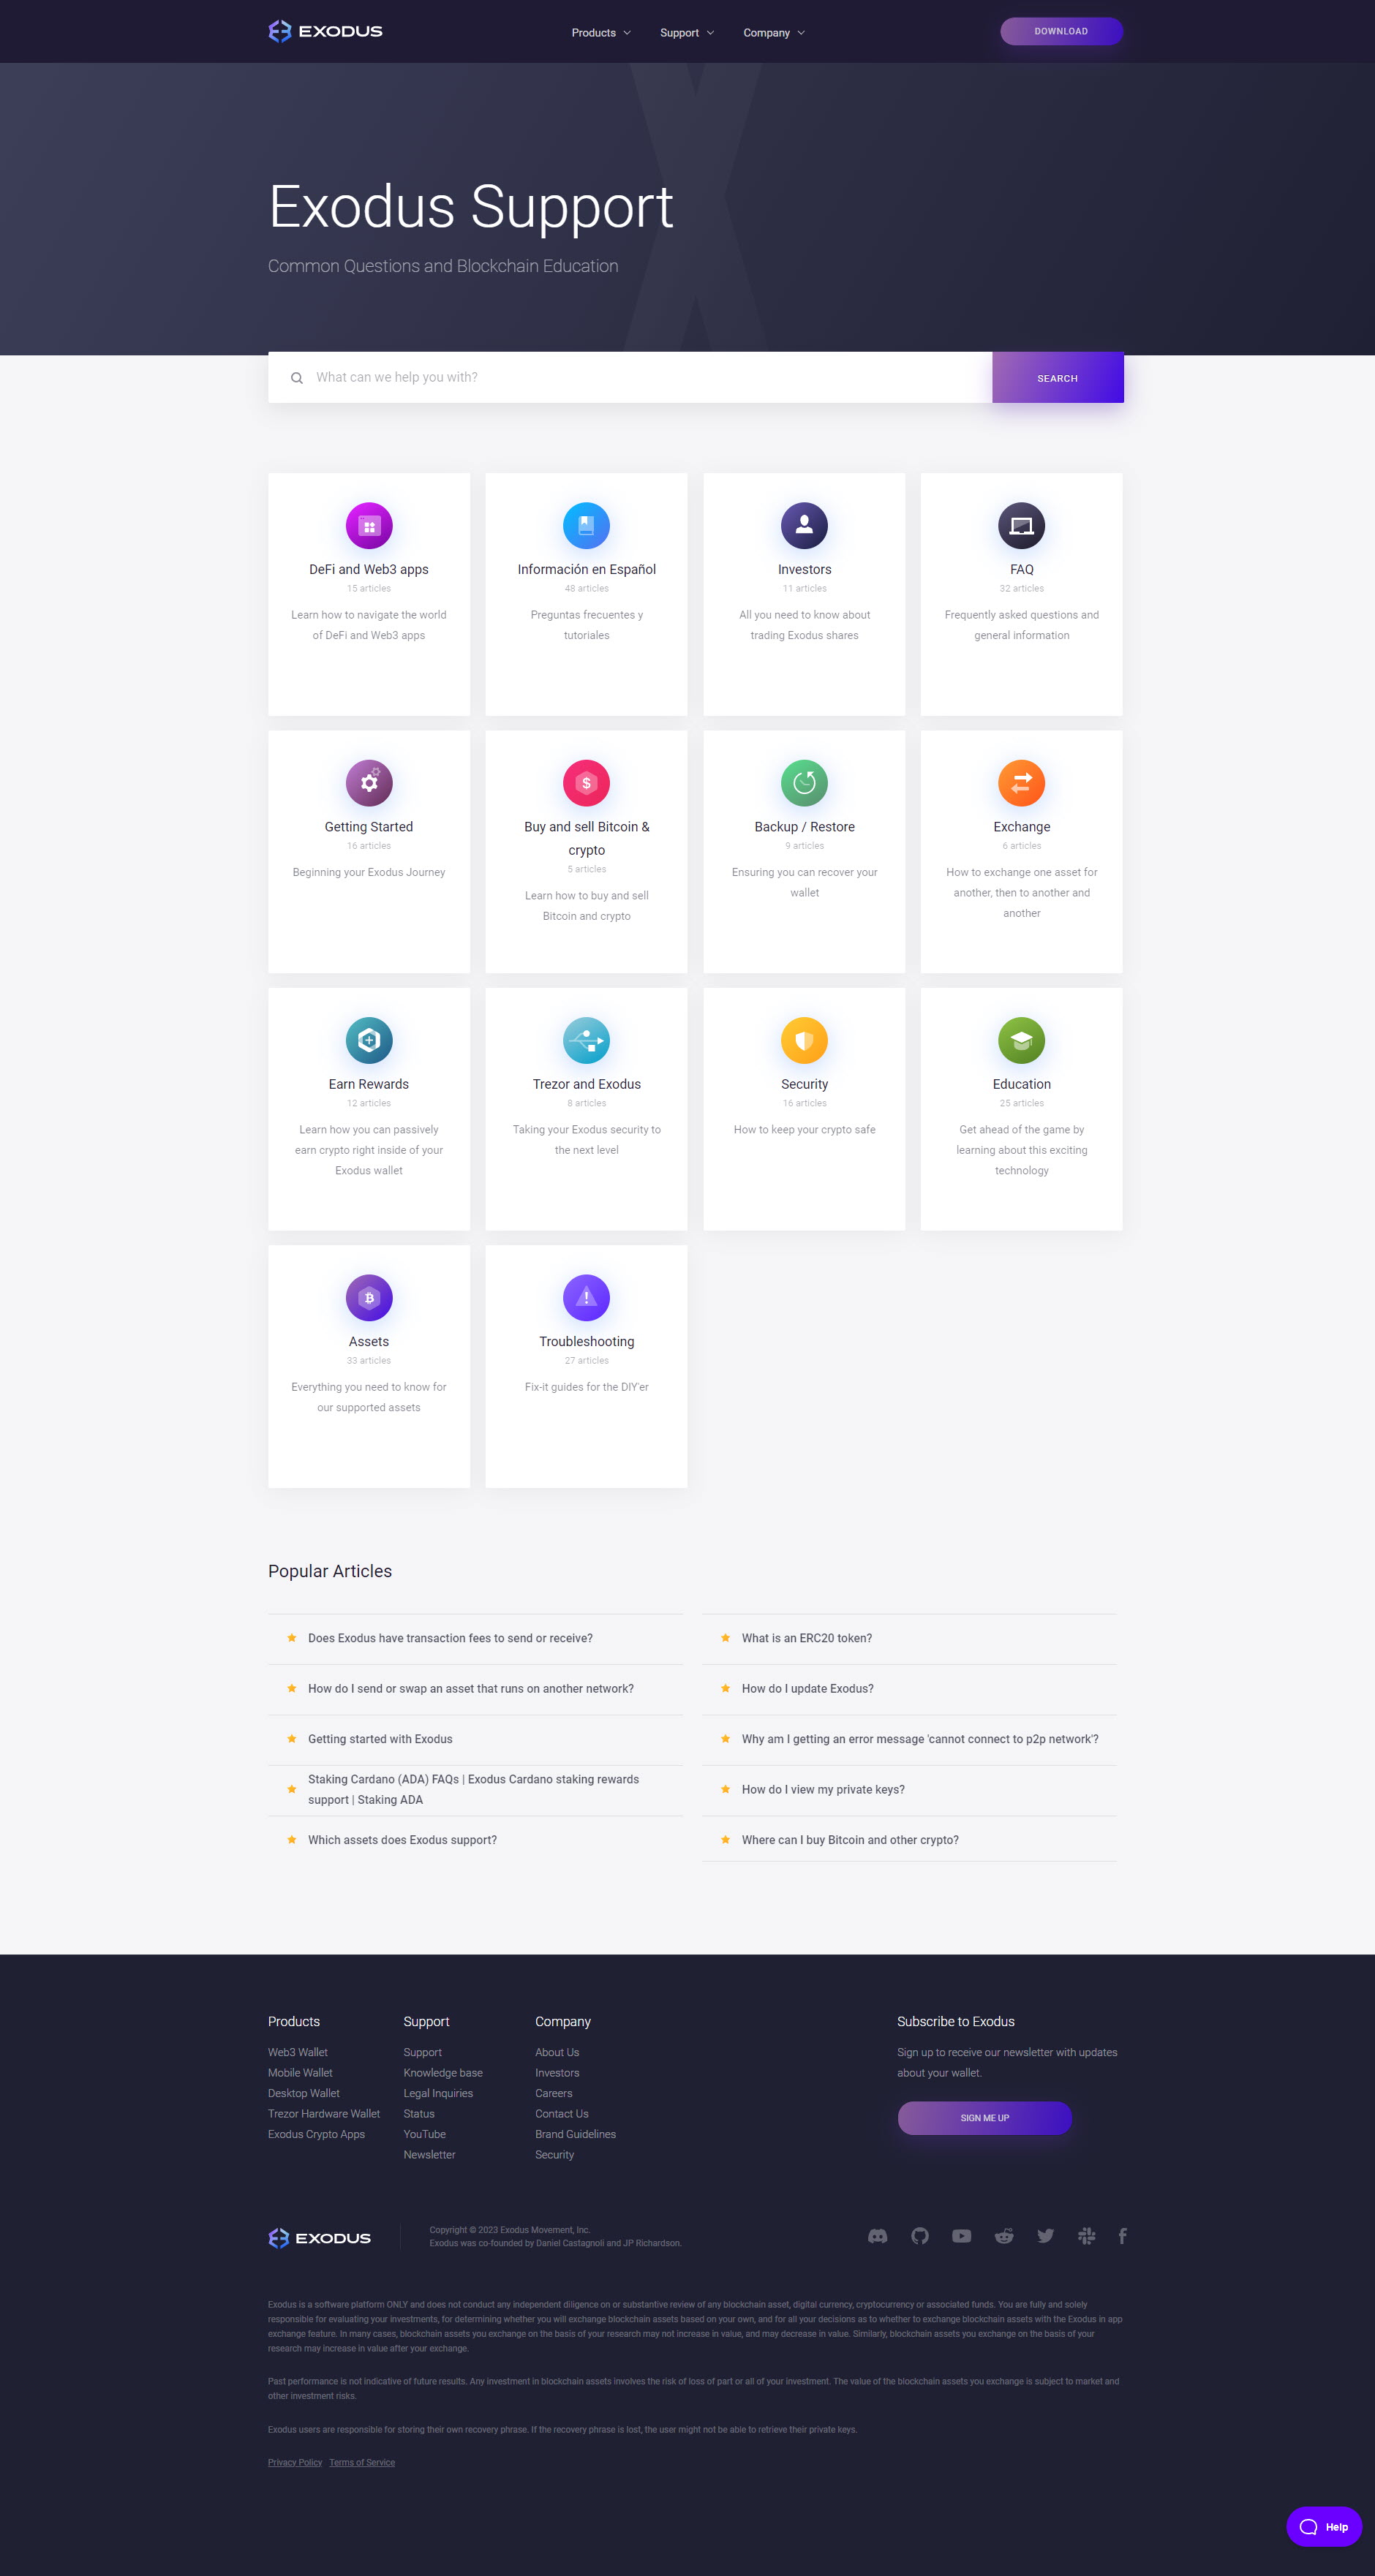 EXODUS
Products
Support
Company
DOWNLOAD
Exodus Support
Common Questions and Blockchain Education
What can we help you with?
SEARCH
DeFi and Web3 apps
15 articles
Learn how to navigate the world
of DeFi and Web3 apps
Información en Español
48 articles
Preguntas frecuentes y
tutoriales
Investors
11 articles
All you need to know about
trading Exodus shares
FAQ
32 articles
Frequently asked questions and
general information
Getting Started
16 articles
Beginning your Exodus Journey
Buy and sell Bitcoin &
crypto
5 articles
Learn how to buy and sell
Bitcoin and crypto
Backup / Restore
9 articles
Ensuring you can recover your
wallet
Exchange
6 articles
How to exchange one asset for
another, then to another and
another
Earn Rewards
12 articles
Learn how you can passively
earn crypto right inside of your
Exodus wallet
Trezor and Exodus
8 articles
Taking your Exodus security to
the next level
Security
16 articles
How to keep your crypto safe
Education
25 articles
Get ahead of the game by
learning about this exciting
technology
Assets
33 articles
Everything you need to know for
our supported assets
Troubleshooting
27 articles
Fix-it guides for the DIY'er
Popular Articles
Does Exodus have transaction fees to send or receive?
What is an ERC20 token?
How do I send or swap an asset that runs on another network?
How do I update Exodus?
Getting started with Exodus
Why am I getting an error message 'cannot connect to p2p network'?
Staking Cardano (ADA) FAQs | Exodus Cardano staking rewards
support | Staking ADA
How do I view my private keys?
Which assets does Exodus support?
Where can I buy Bitcoin and other crypto?
Products
Web3 Wallet
Mobile Wallet
Desktop Wallet
Trezor Hardware Wallet
Exodus Crypto Apps
Support
Support
Knowledge base
Legal Inquiries
Status
YouTube
Newsletter
Company
About Us
Investors
Careers
Contact Us
Brand Guidelines
Security
Subscribe to Exodus
Sign up to receive our newsletter with updates
about your wallet.
SIGN ME UP
EXODUS
Copyright © 2023 Exodus Movement, Inc.
Exodus was co-founded by Daniel Castagnoli and JP Richardson.
Exodus is a software platform ONLY and does not conduct any independent diligence on or substantive review of any blockchain asset, digital currency, cryptocurrency or associated funds. You are fully and solely
responsible for evaluating your investments, for determining whether you will exchange blockchain assets based on your own, and for all your decisions as to whether to exchange blockchain assets with the Exodus in app
exchange feature. In many cases, blockchain assets you exchange on the basis of your research may not increase in value, and may decrease in value. Similarly, blockchain assets you exchange on the basis of your
research may increase in value after your exchange.
Past performance is not indicative of future results. Any investment in blockchain assets involves the risk of loss of part or all of your investment. The value of the blockchain assets you exchange is subject to market and
other investment risks.
Exodus users are responsible for storing their own recovery phrase. If the recovery phrase is lost, the user might not be able to retrieve their private keys.
Privacy Policy
Terms of Service
Help